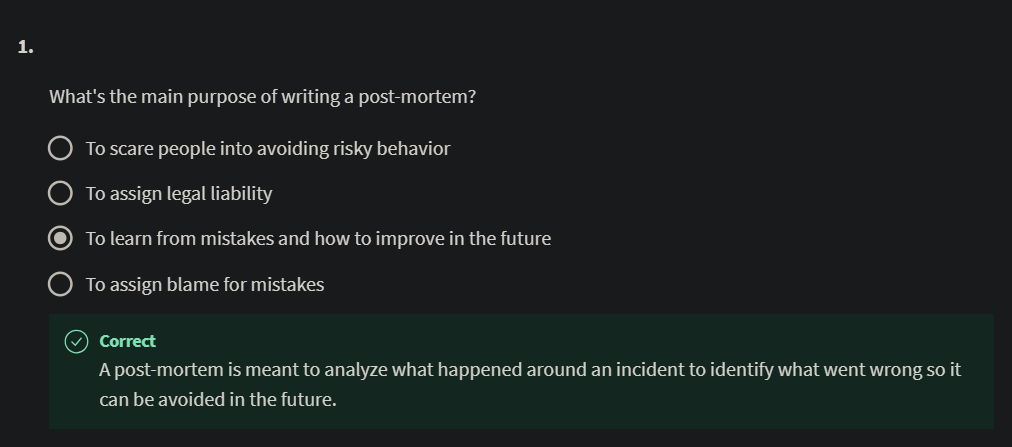 1.
What's the main purpose of writing a post-mortem?
To scare people into avoiding risky behavior
To assign legal liability
To learn from mistakes and how to improve in the future
To assign blame for mistakes
Correct
A post-mortem is meant to analyze what happened around an incident to identify what went wrong so it
can be avoided in the future.